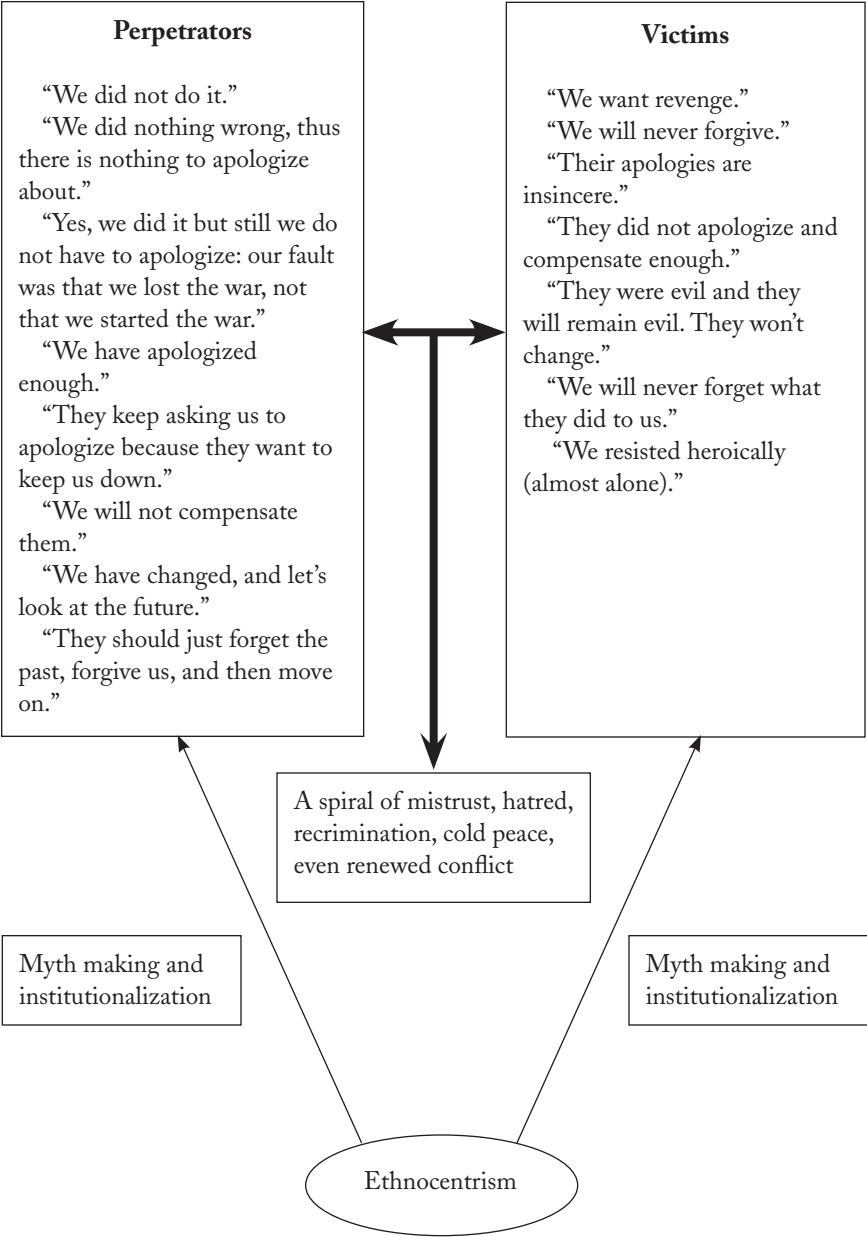 Perpetrators
“We did not do it.”
“We did nothing wrong, thus
there is nothing to apologize
about.”
“Yes, we did it but still we do
not have to apologize: our fault
was that we lost the war, not
that we started the war.”
“We have apologized
enough.”
“They keep asking us to
apologize because they want to
keep us down.”
“We will not compensate
them.”
“We have changed, and let’s
look at the future.”
“They should just forget the
past, forgive us, and then move
on.”
Victims
“We want revenge.”
“We will never forgive.”
“Their apologies are
insincere.”
“They did not apologize and
compensate enough.”
“They were evil and they
will remain evil. They won’t
change.”
“We will never forget what
they did to us.”
“We resisted heroically
(almost alone).”
A spiral of mistrust, hatred,
recrimination, cold peace,
even renewed conflict
Myth making and
institutionalization
Myth making and
institutionalization
Ethnocentrism